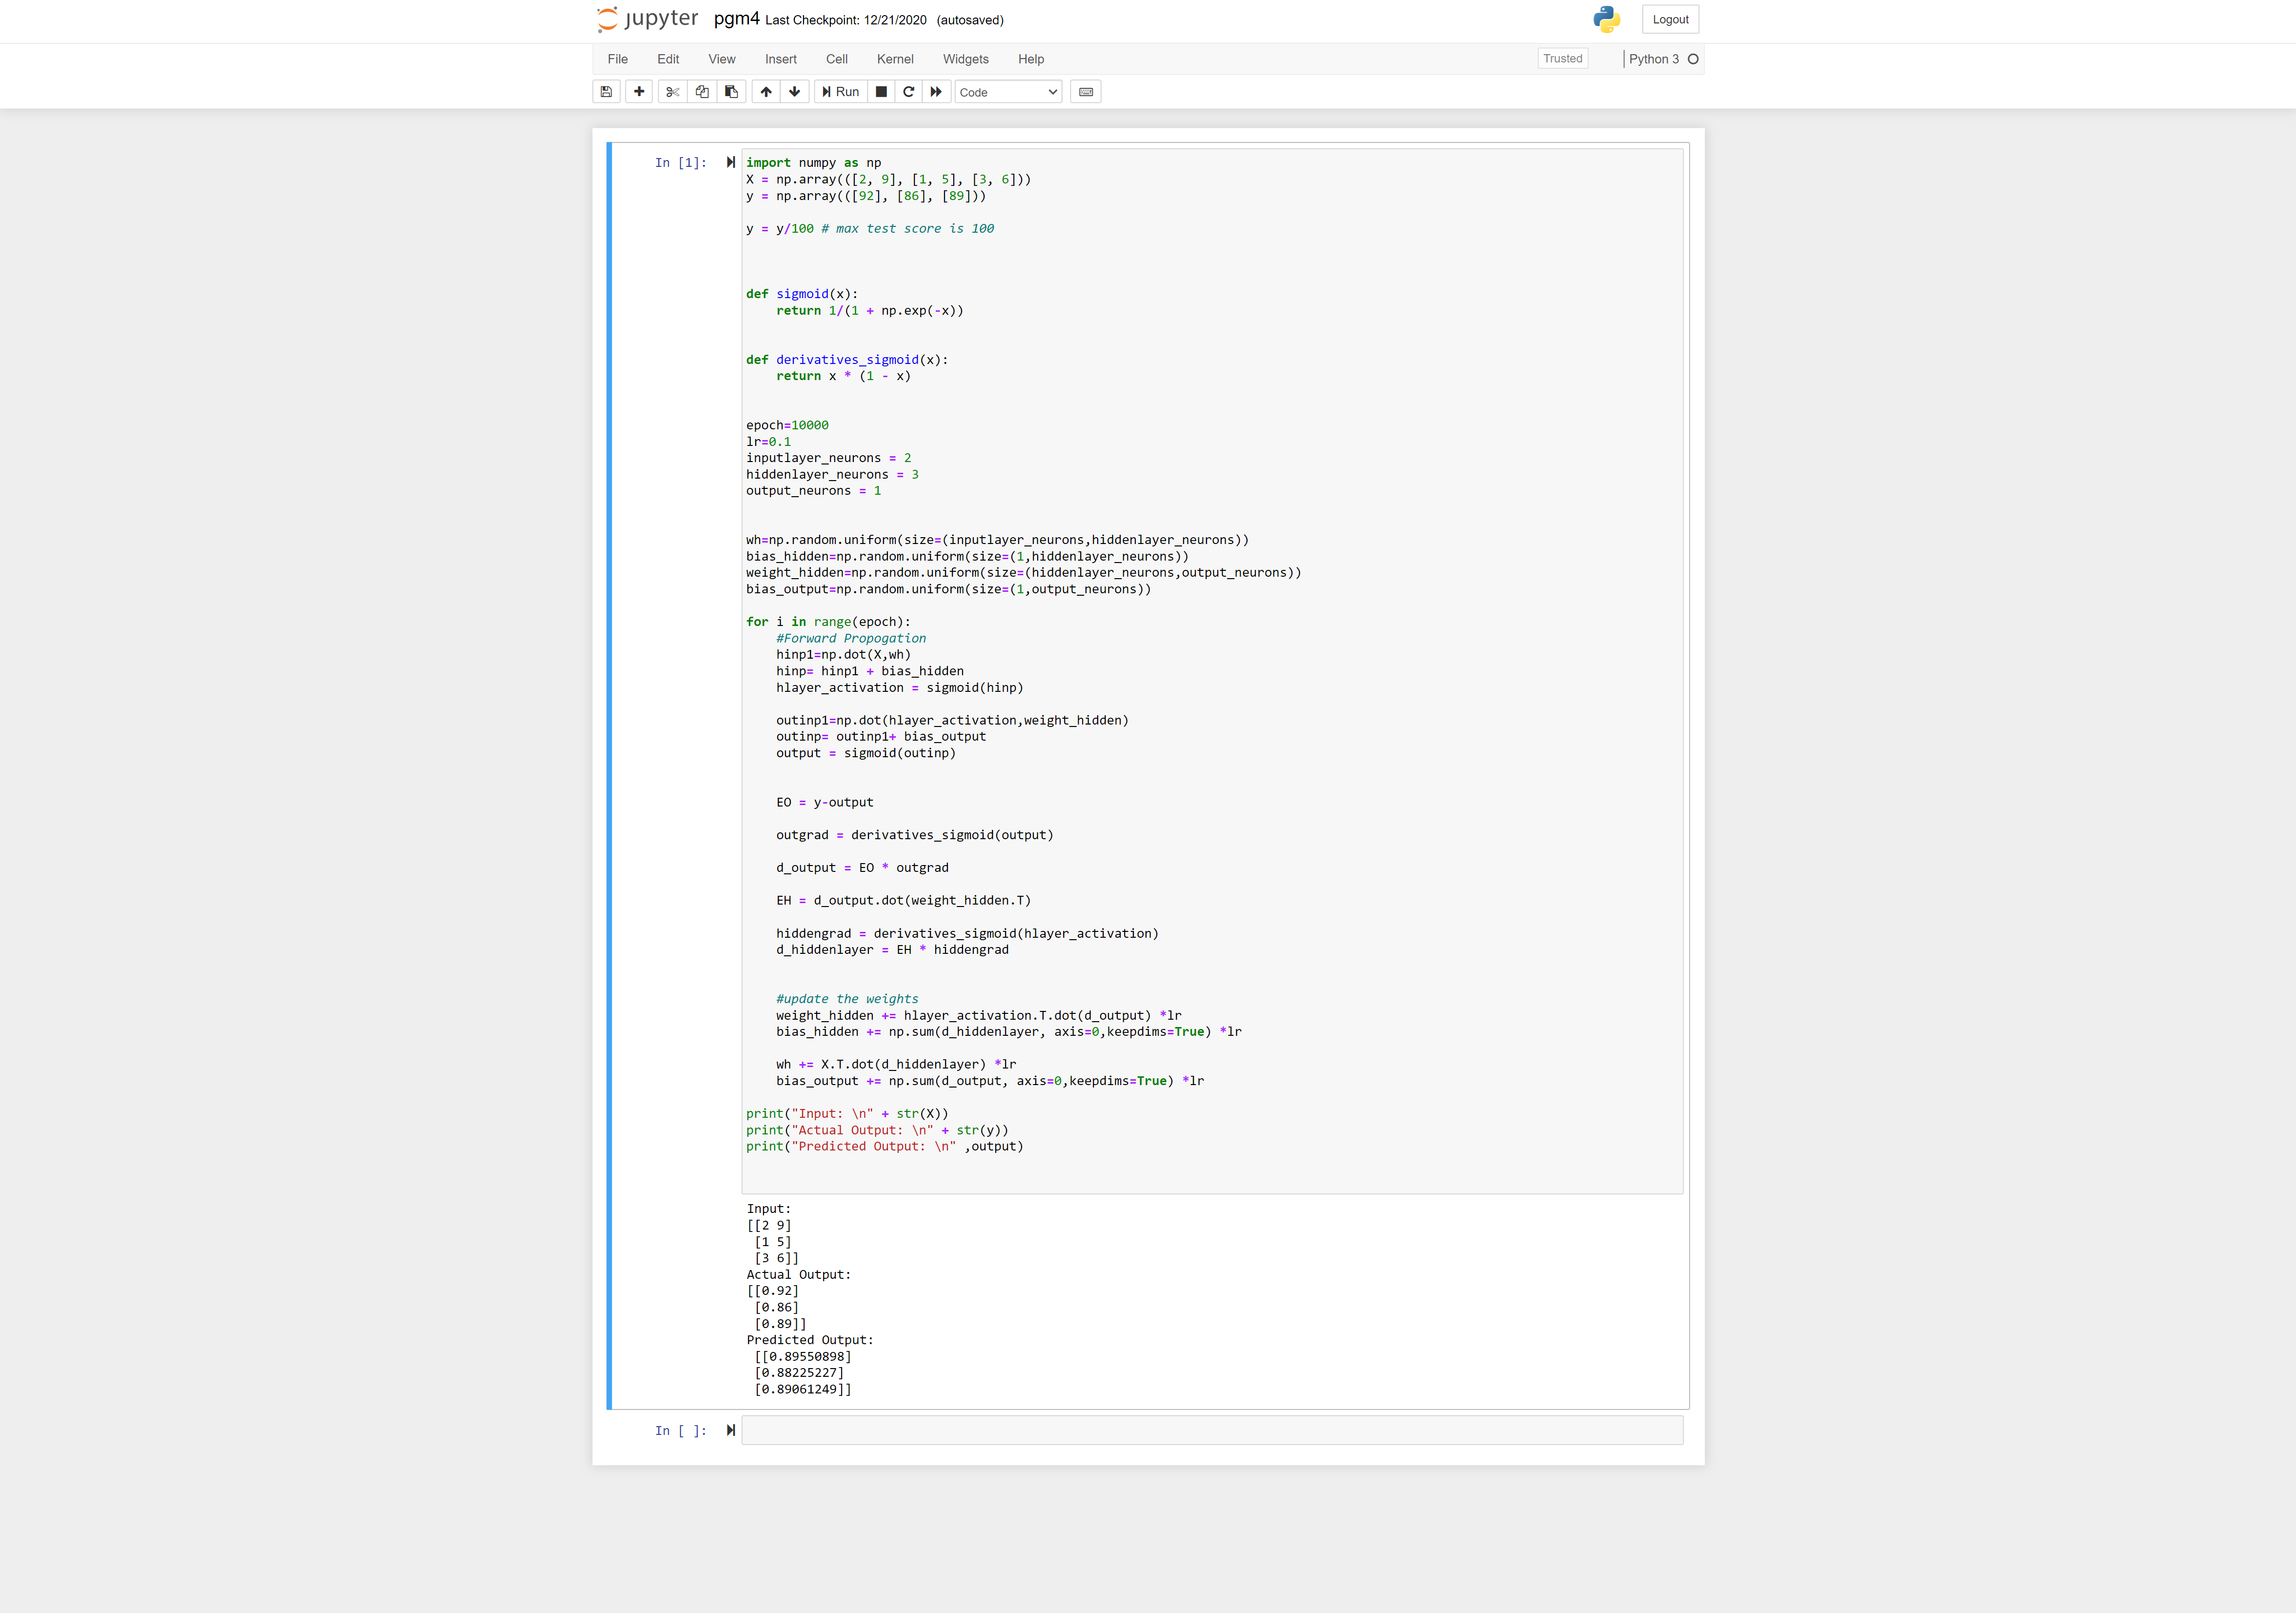 jupyter pgm4 Last Checkpoint: 12/21/2020 (autosaved) Logout
File Edit View Insert Cell Kernel Widgets Help Trusted Python 3
Run Code
In [1]:
import numpy as np
X = np.array(([2, 9], [1, 5], [3, 6]))
y = np.array(([92], [86], [89]))
y = y/100 # max test score is 100
def sigmoid(x):
    return 1/(1 + np.exp(-x))
def derivatives_sigmoid(x):
    return x * (1 - x)
epoch=10000
lr=0.1
inputlayer_neurons = 2
hiddenlayer_neurons = 3
output_neurons = 1
wh=np.random.uniform(size=(inputlayer_neurons,hiddenlayer_neurons))
bias_hidden=np.random.uniform(size=(1,hiddenlayer_neurons))
weight_hidden=np.random.uniform(size=(hiddenlayer_neurons,output_neurons))
bias_output=np.random.uniform(size=(1,output_neurons))
for i in range(epoch):
    #Forward Propogation
    hinp1=np.dot(X,wh)
    hinp= hinp1 + bias_hidden
    hlayer_activation = sigmoid(hinp)
    outinp1=np.dot(hlayer_activation,weight_hidden)
    outinp= outinp1+ bias_output
    output = sigmoid(outinp)
    EO = y-output
    outgrad = derivatives_sigmoid(output)
    d_output = EO * outgrad
    EH = d_output.dot(weight_hidden.T)
    hiddengrad = derivatives_sigmoid(hlayer_activation)
    d_hiddenlayer = EH * hiddengrad
    #update the weights
    weight_hidden += hlayer_activation.T.dot(d_output) *lr
    bias_hidden += np.sum(d_hiddenlayer, axis=0,keepdims=True) *lr
    wh += X.T.dot(d_hiddenlayer) *lr
    bias_output += np.sum(d_output, axis=0,keepdims=True) *lr
print("Input: \n" + str(X))
print("Actual Output: \n" + str(y))
print("Predicted Output: \n" ,output)
Input:
[[2 9]
 [1 5]
 [3 6]]
Actual Output:
[[0.92]
 [0.86]
 [0.89]]
Predicted Output:
 [[0.89550898]
 [0.88225227]
 [0.89061249]]
In [ ]: